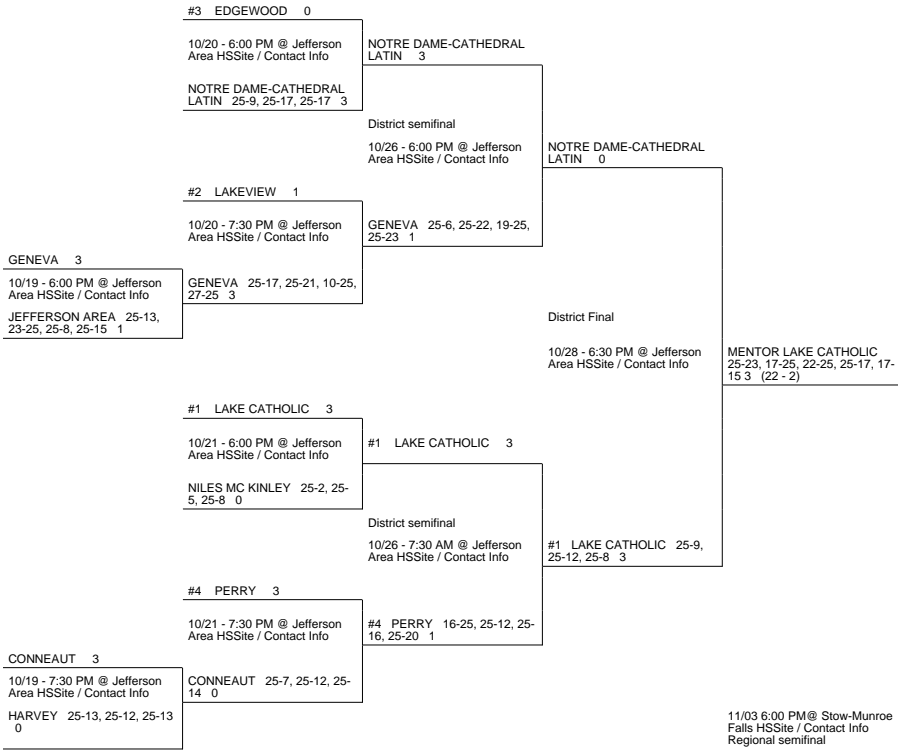 #3 EDGEWOOD 0
10/20 - 6:00 PM @ Jefferson
Area HSSite / Contact Info
NOTRE DAME-CATHEDRAL
LATIN 25-9, 25-17, 25-17 3
#2 LAKEVIEW 1
10/20 - 7:30 PM @ Jefferson
Area HSSite / Contact Info
GENEVA 3
10/19 - 6:00 PM @ Jefferson
Area HSSite / Contact Info
JEFFERSON AREA 25-13,
23-25, 25-8, 25-15 1
GENEVA 25-17, 25-21, 10-25,
27-25 3
NOTRE DAME-CATHEDRAL
LATIN 3
District semifinal
10/26 - 6:00 PM @ Jefferson
Area HSSite / Contact Info
GENEVA 25-6, 25-22, 19-25,
25-23 1
NOTRE DAME-CATHEDRAL
LATIN 0
District Final
10/28 - 6:30 PM @ Jefferson
Area HSSite / Contact Info
MENTOR LAKE CATHOLIC
25-23, 17-25, 22-25, 25-17, 17-
15 3 (22 - 2)
#1 LAKE CATHOLIC 3
10/21 - 6:00 PM @ Jefferson
Area HSSite / Contact Info
NILES MC KINLEY 25-2, 25-
5, 25-8 0
#1 LAKE CATHOLIC 3
District semifinal
10/26 - 7:30 AM @ Jefferson
Area HSSite / Contact Info
#1 LAKE CATHOLIC 25-9,
25-12, 25-8 3
#4 PERRY 3
10/21 - 7:30 PM @ Jefferson
Area HSSite / Contact Info
#4 PERRY 16-25, 25-12, 25-
16, 25-20 1
CONNEAUT 3
10/19 - 7:30 PM @ Jefferson
Area HSSite / Contact Info
HARVEY 25-13, 25-12, 25-13
0
CONNEAUT 25-7, 25-12, 25-
14 0
11/03 6:00 PM@ Stow-Munroe
Falls HSSite / Contact Info
Regional semifinal